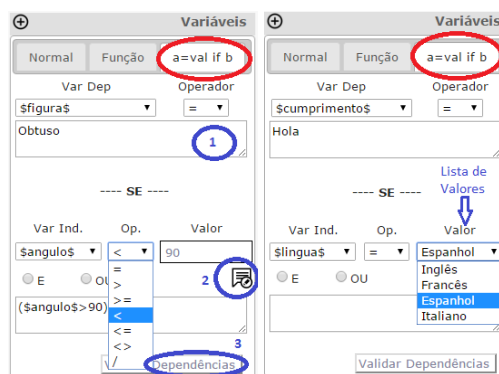 ⊕ Variáveis
Normal Função a=val if b
Var Dep Operador
$figura$ =
Obtuso
1
---- SE ----
Var Ind. Op. Valor
$angulo$ < 90
=
>
>=
<
<=
<>
/
E OU
2
($angulo$>90)
3
Dependências
⊕ Variáveis
Normal Função a=val if b
Var Dep Operador
$cumprimento$ =
Hola
Lista de
Valores
---- SE ----
Var Ind. Op. Valor
$lingua$ = Espanhol
Inglês
Francês
Espanhol
Italiano
E OU
Validar Dependências